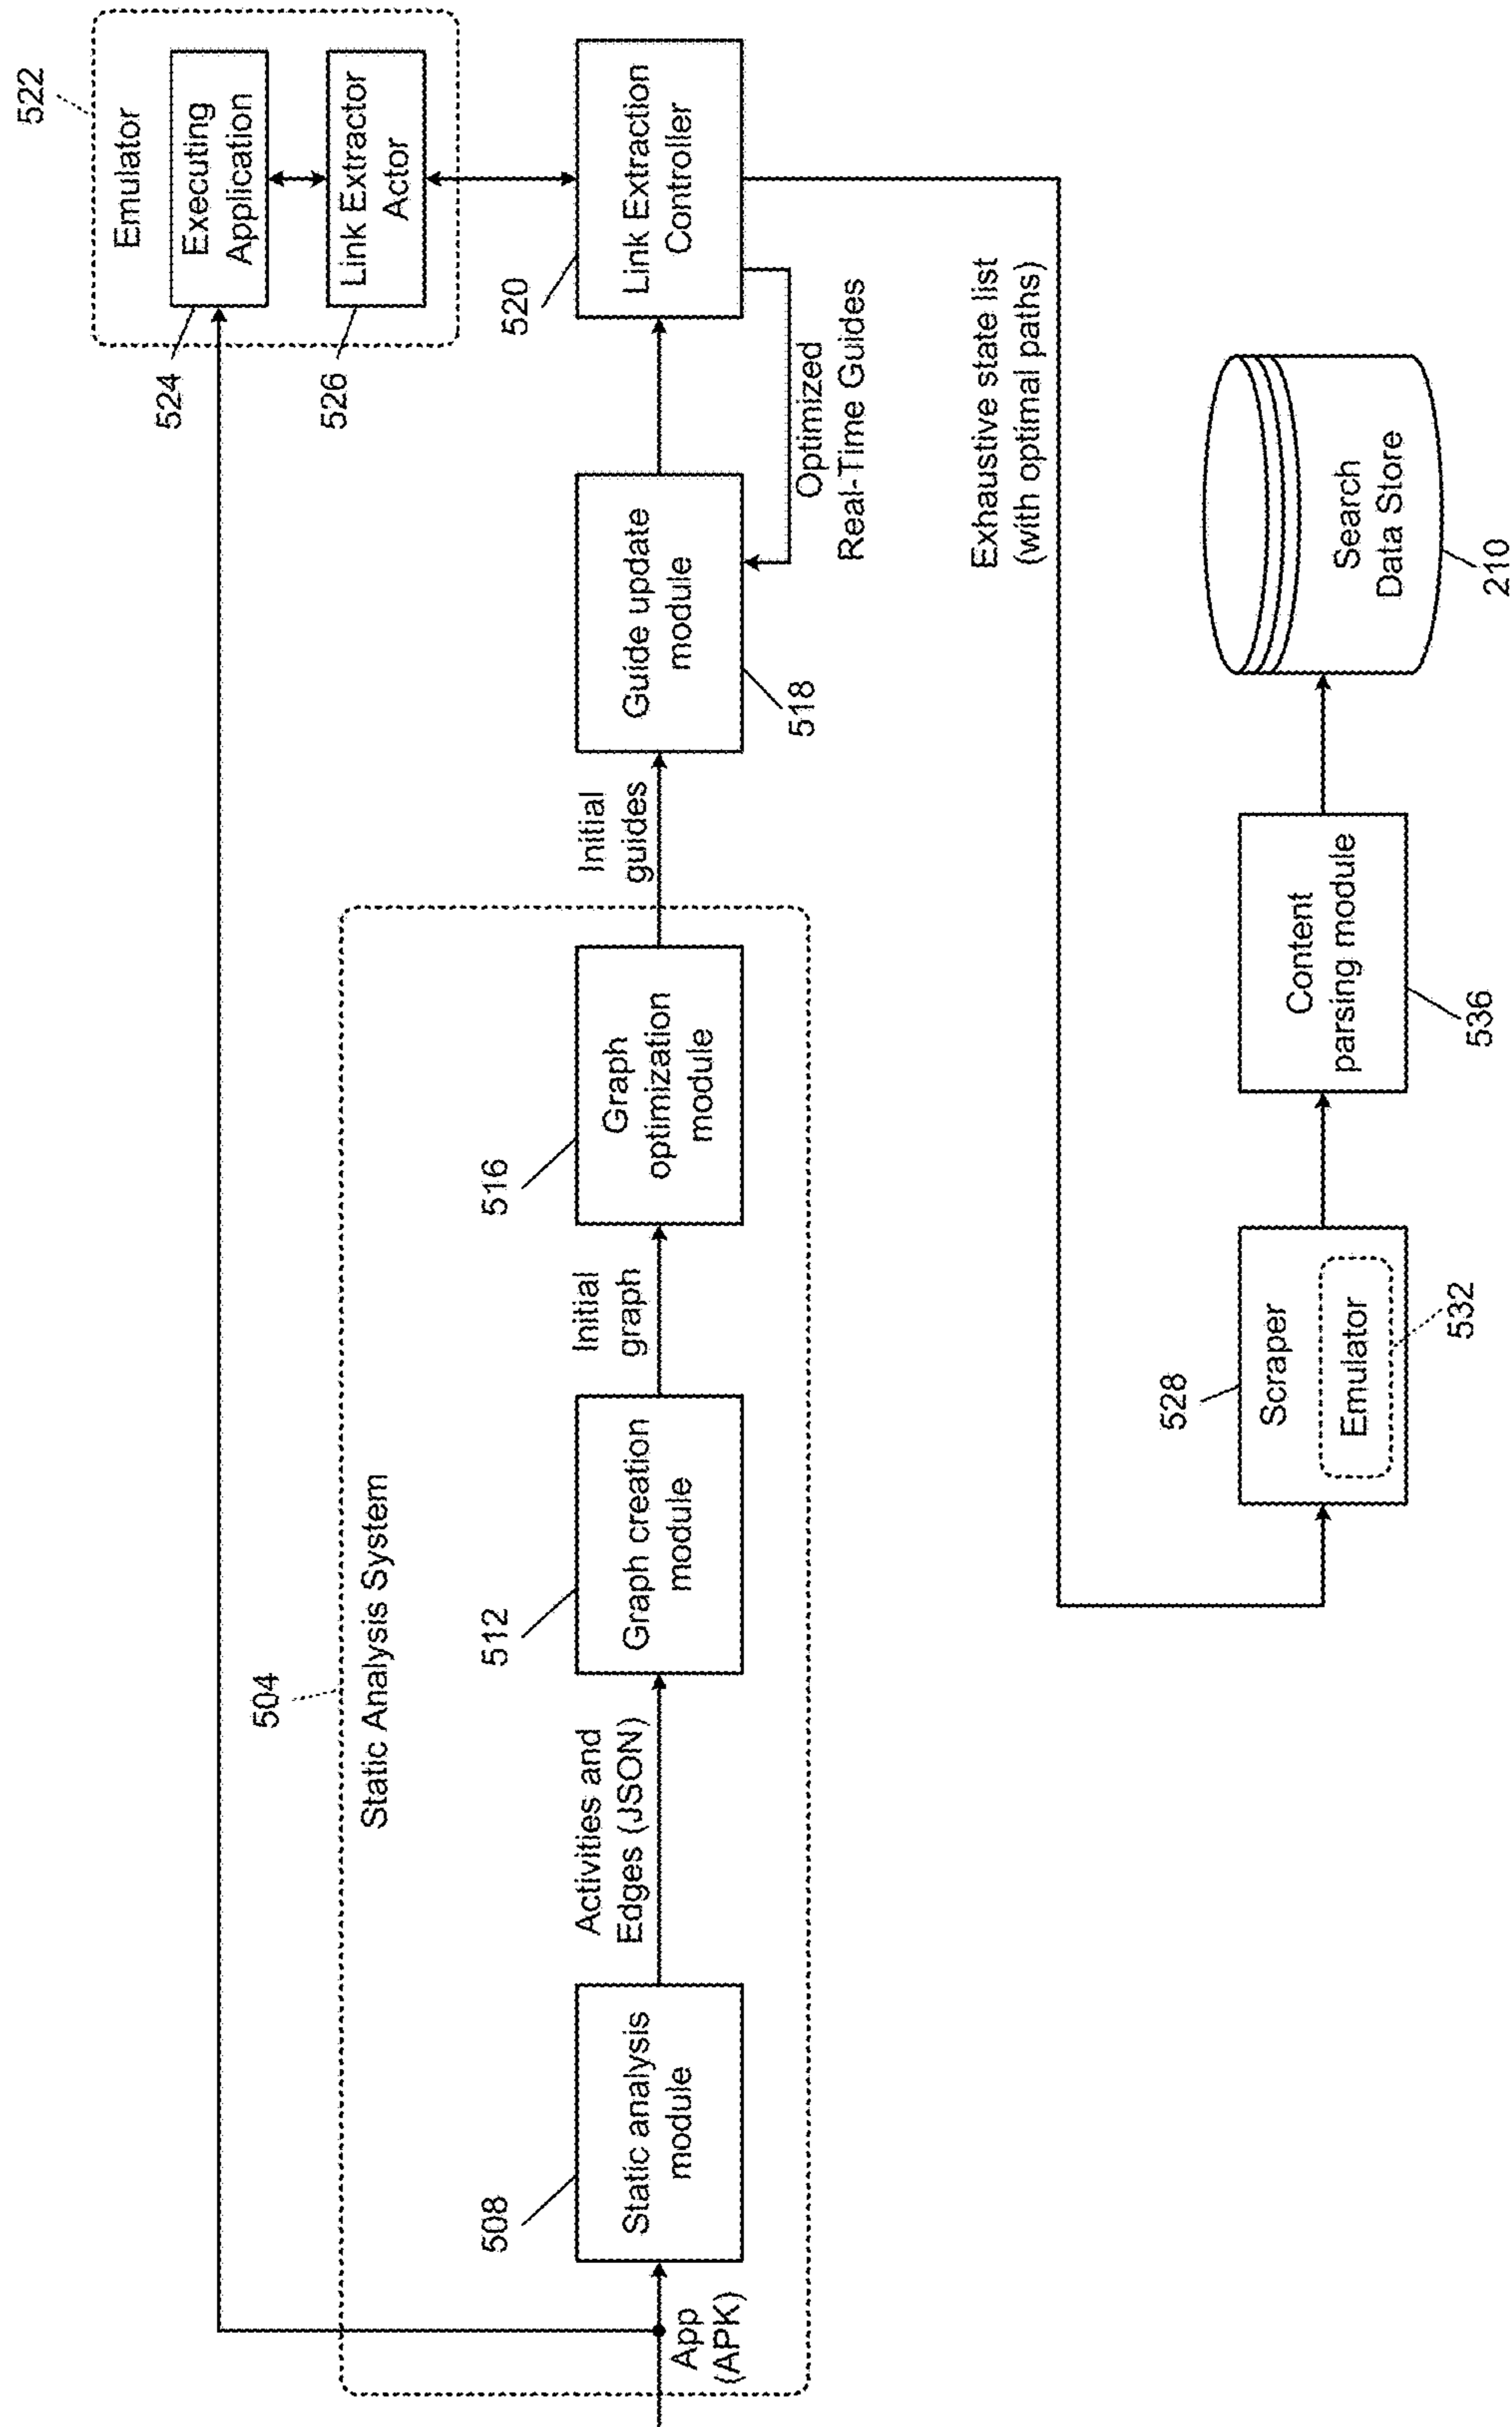 522
Emulator
Executing
Application
Link Extractor
Actor
524
526
504
Static Analysis System
App
(APK)
508
Static analysis
module
Activities and
Edges (JSON)
512
Graph creation
module
Initial
graph
516
Graph
optimization
module
Initial
guides
Guide update
module
518
520
Link Extraction
Controller
Optimized
Real-Time Guides
Exhaustive state list
(with optimal paths)
528
Scraper
Emulator
532
Content
parsing module
536
Search
Data Store
210